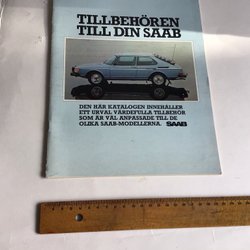 TILLBEHÖREN
TILL DIN SAAB
DEN HÄR KATALOGEN INNEHÅLLER
ETT URVAL VÄRDEFULLA TILLBEHÖR
SOM ÄR VÄL ANPASSADE TILL DE
OLIKA SAAB-MODELLERNA. SAAB